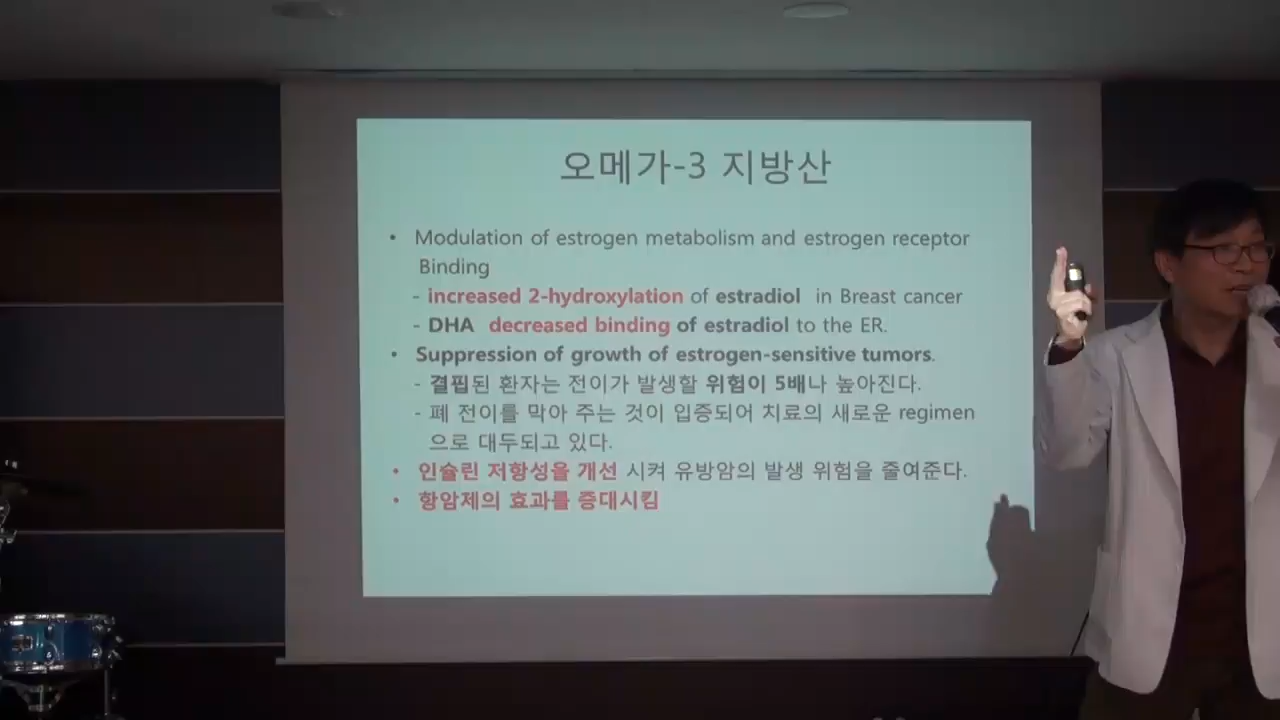 오메가-3 지방산
• Modulation of estrogen metabolism and estrogen receptor
Binding
- increased 2-hydroxylation of estradiol in Breast cancer
- DHA decreased binding of estradiol to the ER.
• Suppression of growth of estrogen-sensitive tumors.
- 결핍된 환자는 전이가 발생할 위험이 5배나 높아진다.
- 폐 전이를 막아 주는 것이 입증되어 치료의 새로운 regimen
으로 대두되고 있다.
• 인슐린 저항성을 개선 시켜 유방암의 발생 위험을 줄여준다.
• 항암제의 효과를 증대시킴